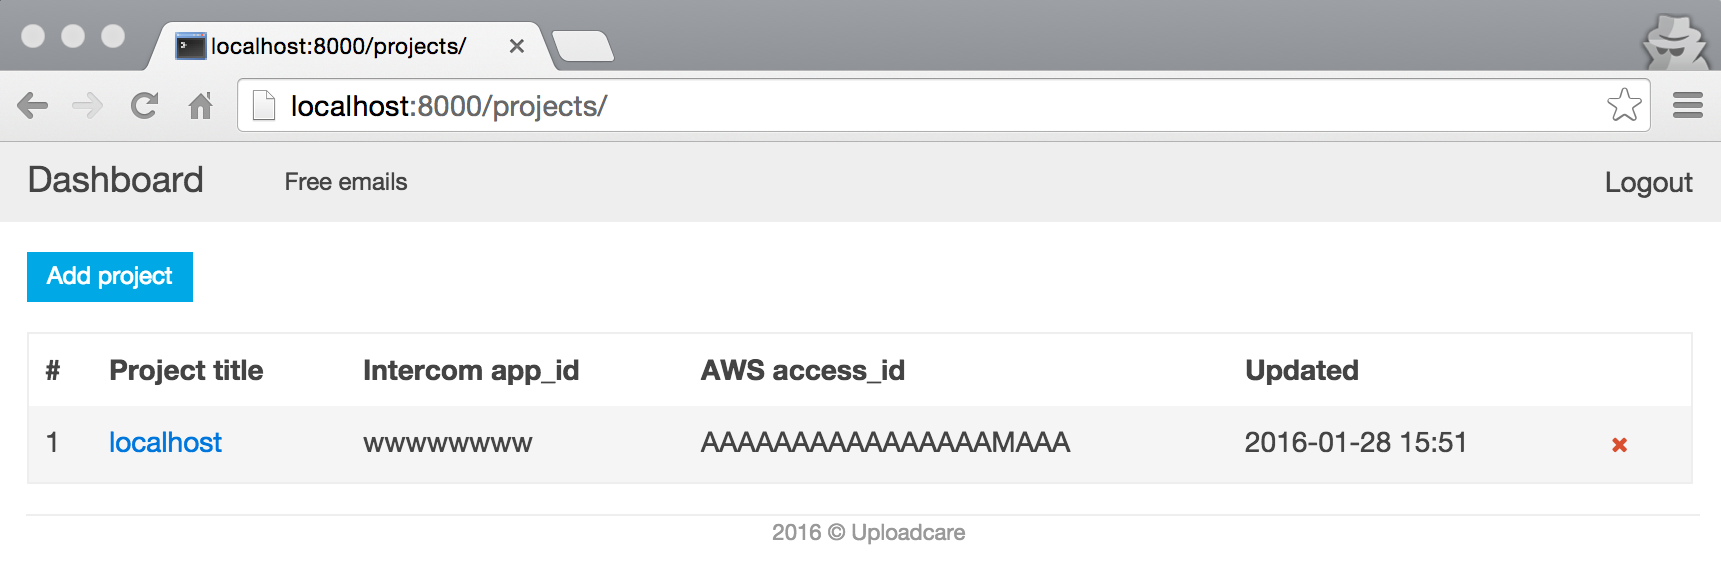 localhost:8000/projects/
localhost:8000/projects/
Dashboard Free emails Logout
Add project
# Project title Intercom app_id AWS access_id Updated
1 localhost wwwwwwww AAAAAAAAAAAAAAAAMAAA 2016-01-28 15:51
2016 © Uploadcare